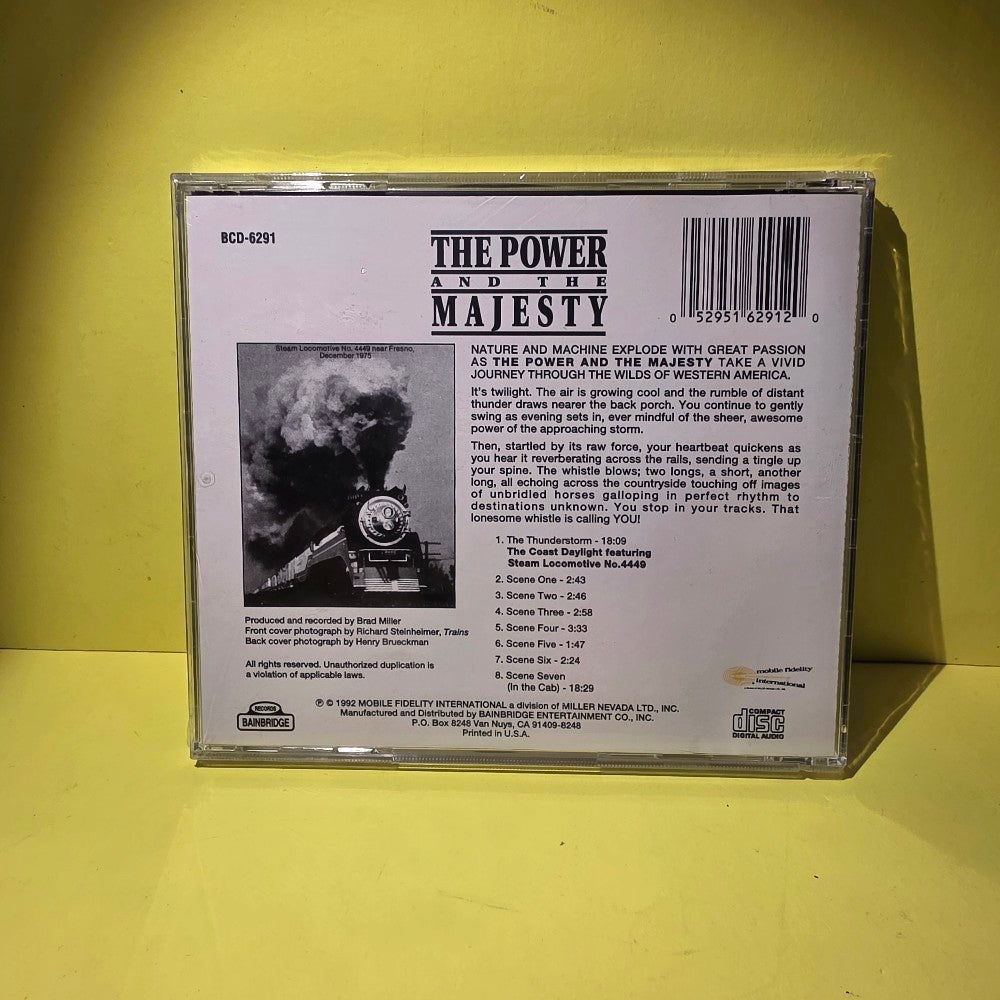 BCD-6291
THE POWER
AND THE
MAJESTY
0 52951 62912 0
Steam Locomotive No. 4449 near Fresno,
December 1975
NATURE AND MACHINE EXPLODE WITH GREAT PASSION
AS THE POWER AND THE MAJESTY TAKE A VIVID
JOURNEY THROUGH THE WILDS OF WESTERN AMERICA.
It's twilight. The air is growing cool and the rumble of distant
thunder draws nearer the back porch. You continue to gently
swing as evening sets in, ever mindful of the sheer, awesome
power of the approaching storm.
Then, startled by its raw force, your heartbeat quickens as
you hear it reverberating across the rails, sending a tingle up
your spine. The whistle blows; two longs, a short, another
long, all echoing across the countryside touching off images
of unbridled horses galloping in perfect rhythm to
destinations unknown. You stop in your tracks. That
lonesome whistle is calling YOU!
1. The Thunderstorm - 18:09
The Coast Daylight featuring
Steam Locomotive No.4449
2. Scene One - 2:43
3. Scene Two - 2:46
4. Scene Three - 2:58
5. Scene Four - 3:33
6. Scene Five - 1:47
7. Scene Six - 2:24
8. Scene Seven
(In the Cab) - 18:29
Produced and recorded by Brad Miller
Front cover photograph by Richard Steinheimer, Trains
Back cover photograph by Henry Brueckman
All rights reserved. Unauthorized duplication is
a violation of applicable laws.
mobile fidelity
international
RECORDS
BAINBRIDGE
℗ © 1992 MOBILE FIDELITY INTERNATIONAL a division of MILLER NEVADA LTD., INC.
Manufactured and Distributed by BAINBRIDGE ENTERTAINMENT CO., INC.
P.O. Box 8248 Van Nuys, CA 91409-8248
Printed in U.S.A.
COMPACT
disc
DIGITAL AUDIO